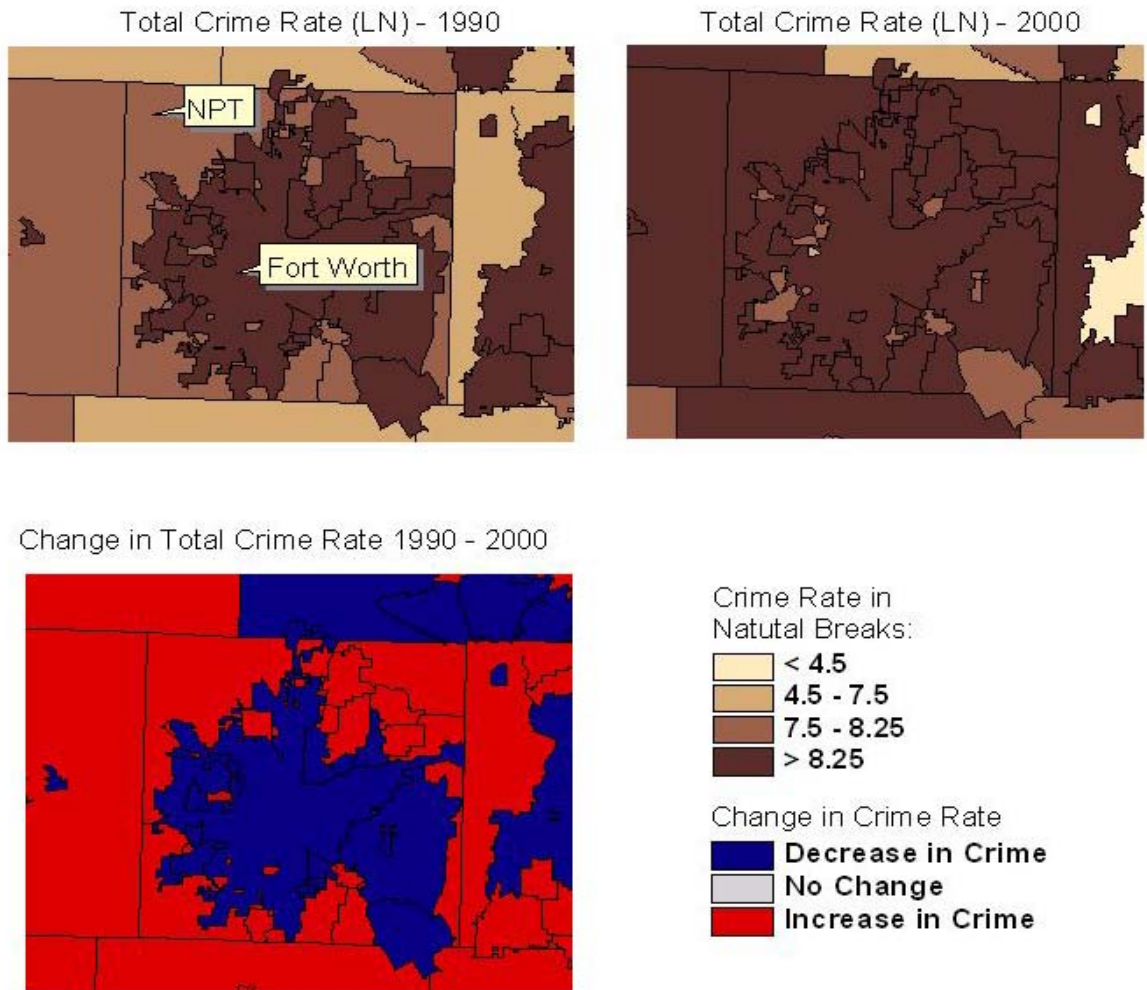 Total Crime Rate (LN) - 1990
Total Crime Rate (LN) - 2000
NPT
Fort Worth
Change in Total Crime Rate 1990 - 2000
Crime Rate in
Natutal Breaks:
< 4.5
4.5 - 7.5
7.5 - 8.25
> 8.25
Change in Crime Rate
Decrease in Crime
No Change
Increase in Crime